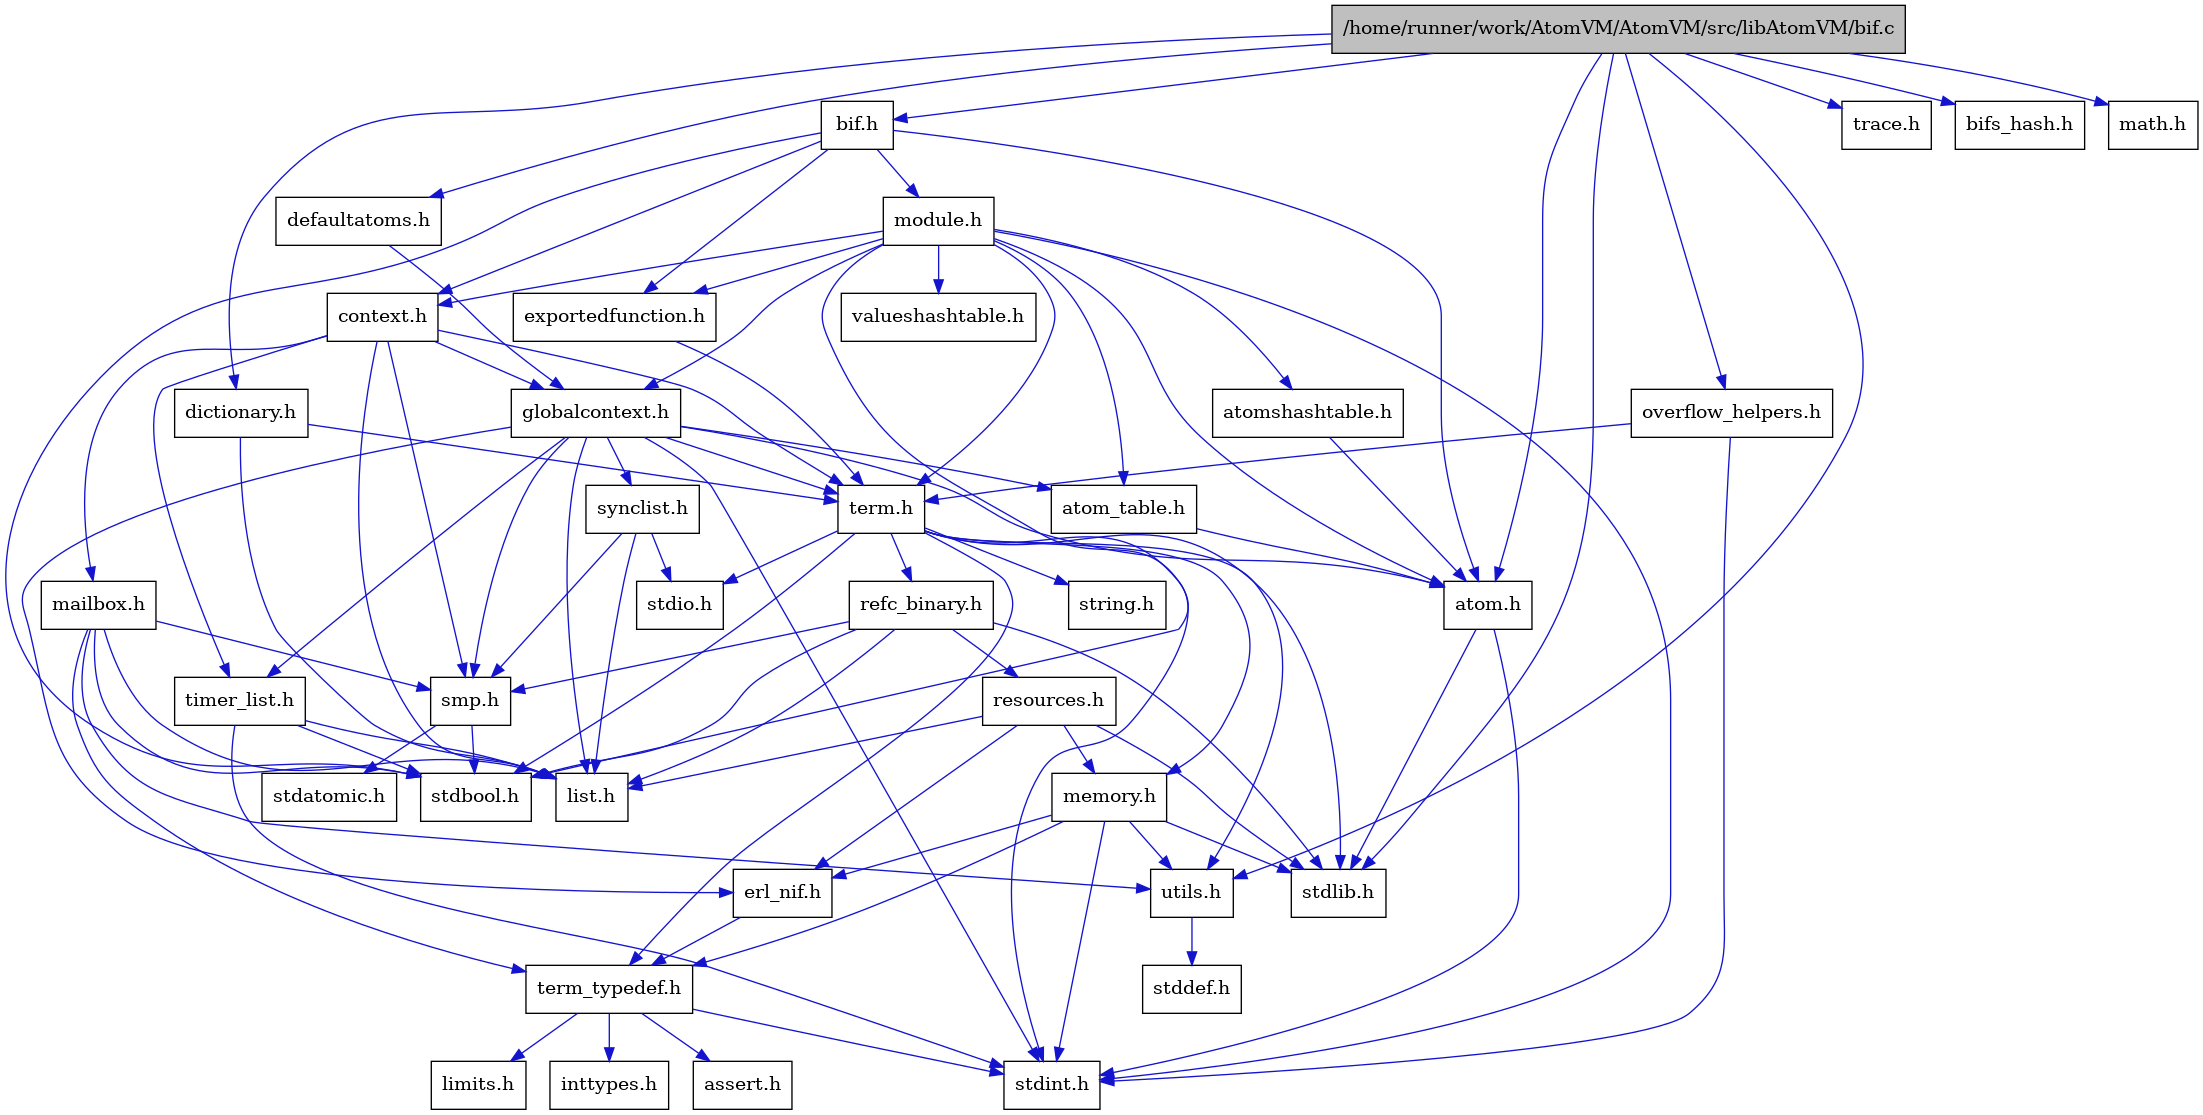 /home/runner/work/AtomVM/AtomVM/src/libAtomVM/bif.c
bif.h
trace.h
bifs_hash.h
math.h
defaultatoms.h
module.h
context.h
exportedfunction.h
valueshashtable.h
dictionary.h
globalcontext.h
atomshashtable.h
overflow_helpers.h
synclist.h
term.h
atom_table.h
mailbox.h
stdio.h
refc_binary.h
string.h
atom.h
timer_list.h
smp.h
resources.h
stdatomic.h
stdbool.h
list.h
memory.h
erl_nif.h
utils.h
stdlib.h
term_typedef.h
stddef.h
limits.h
inttypes.h
assert.h
stdint.h